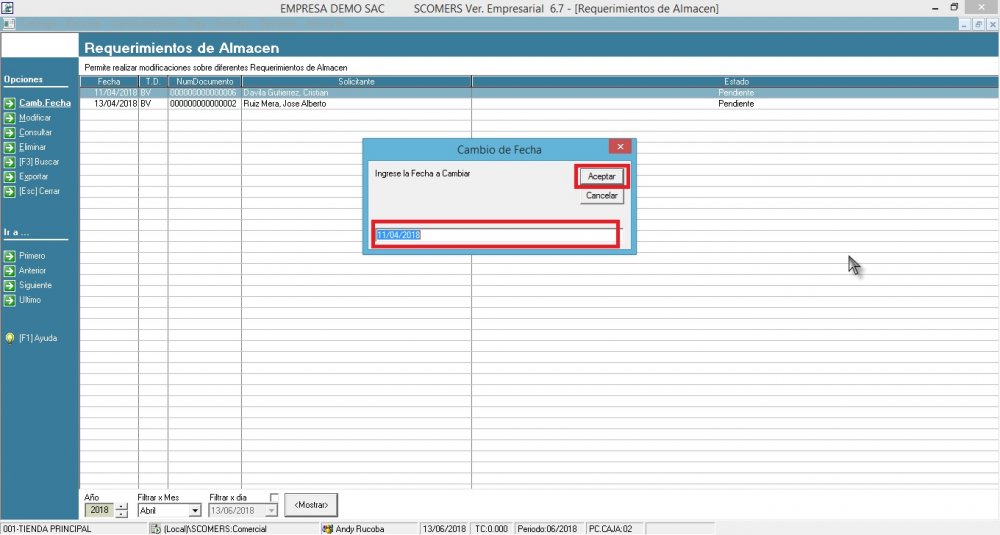 EMPRESA DEMO SAC SCOMERS Ver. Empresarial 6.7 - [Requerimientos de Almacen]
Requerimientos de Almacen
Permite realizar modificaciones sobre diferentes Requerimientos de Almacen
Opciones
Camb.Fecha
Modificar
Consultar
Eliminar
[F3] Buscar
Exportar
[Esc] Cerrar
Ir a ...
Primero
Anterior
Siguiente
Ultimo
[F1] Ayuda
Fecha T.D. NumDocumento Solicitante Estado
11/04/2018 BV 000000000000006 Davila Gutierrez, Cristian Pendiente
13/04/2018 BV 000000000000002 Ruiz Mera, Jose Alberto Pendiente
Cambio de Fecha
Ingrese la Fecha a Cambiar
Aceptar
Cancelar
11/04/2018
Año Filtrar x Mes Filtrar x dia
2018 Abril 13/06/2018 <Mostrar>
001-TIENDA PRINCIPAL (Local)\SCOMERS:Comercial Andy Rucoba 13/06/2018 TC:0.000 Periodo:06/2018 PC.CAJA:02